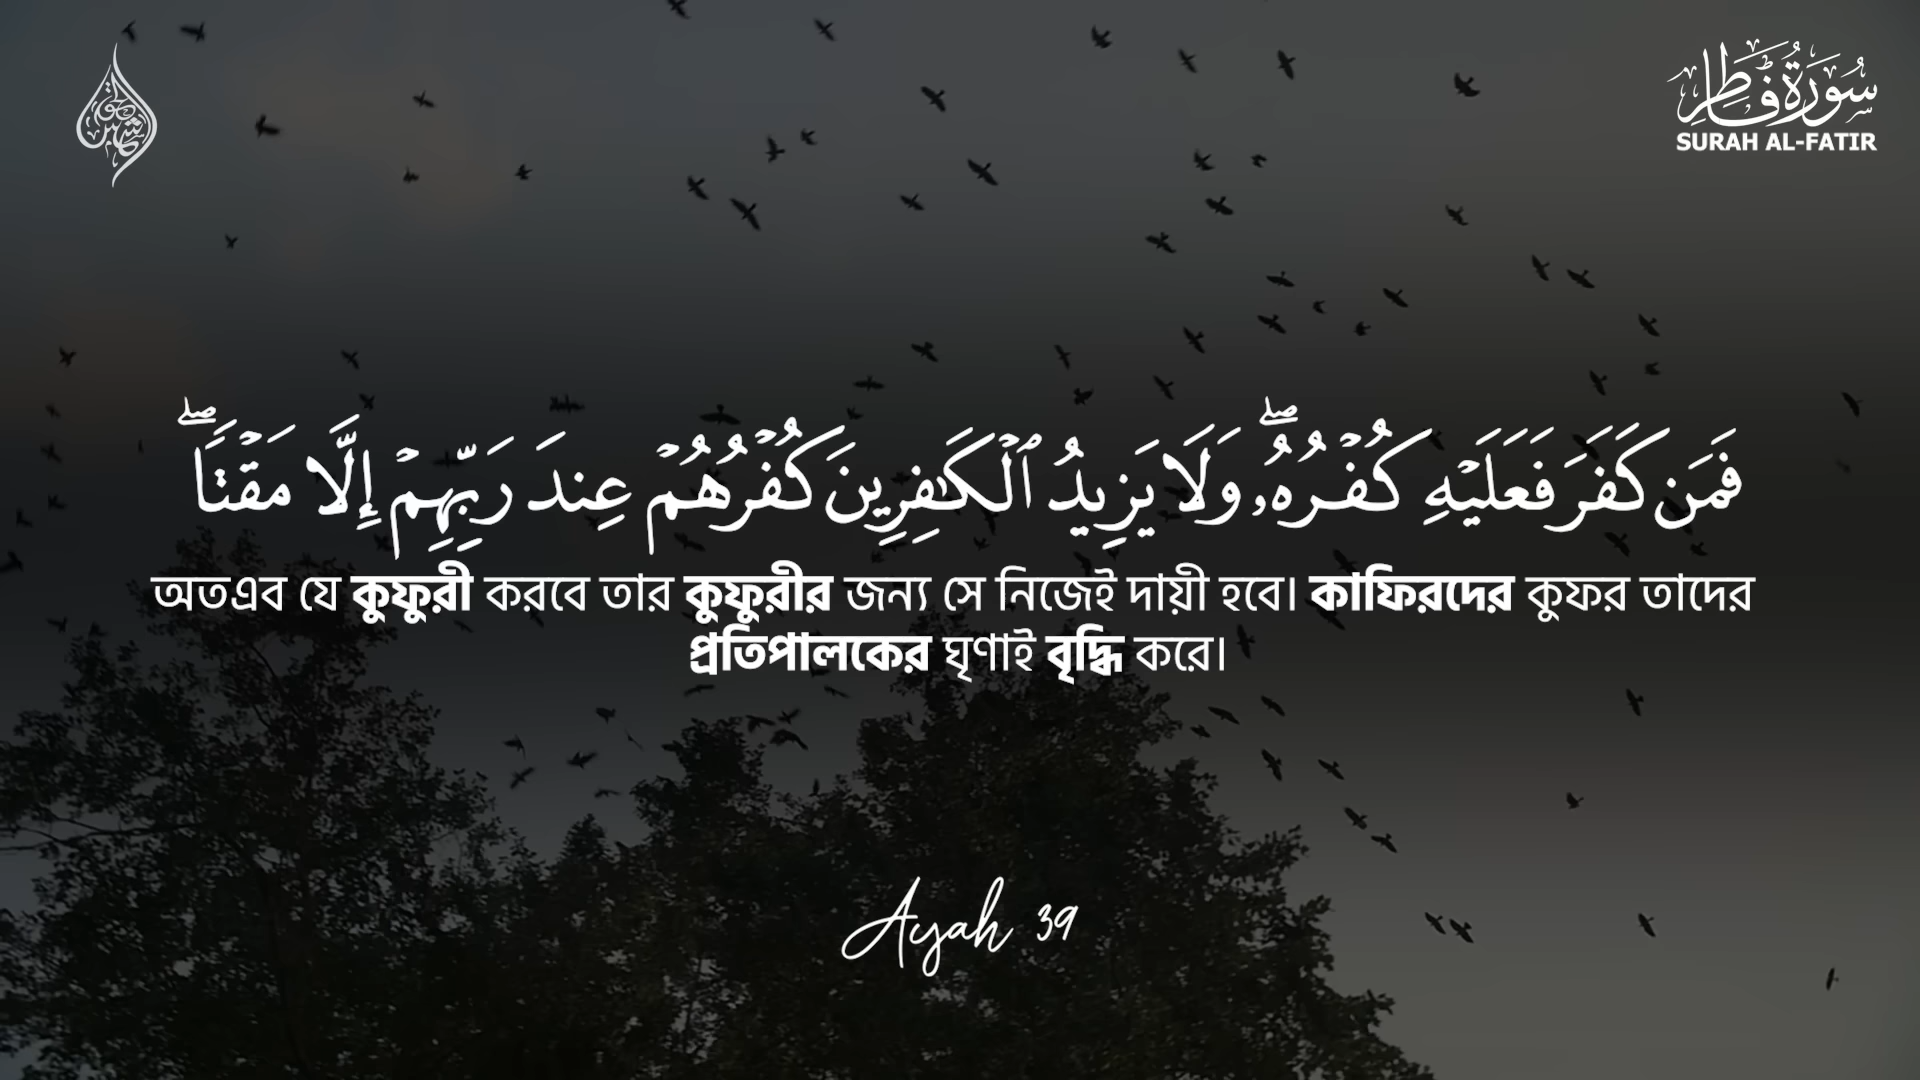 سُورَةُ فَاطِر
SURAH AL-FATIR
فَمَن كَفَرَ فَعَلَيۡهِ كُفۡرُهُۥۖ وَلَا يَزِيدُ ٱلۡكَٰفِرِينَ كُفۡرُهُمۡ عِندَ رَبِّهِمۡ إِلَّا مَقۡتٗاۖ
অতএব যে কুফুরী করবে তার কুফুরীর জন্য সে নিজেই দায়ী হবে। কাফিরদের কুফর তাদের
প্রতিপালকের ঘৃণাই বৃদ্ধি করে।
Ayah 39